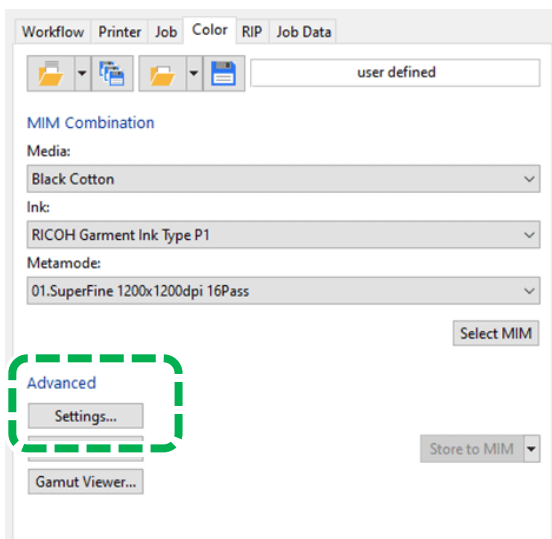 Workflow Printer Job Color RIP Job Data
user defined
MIM Combination
Media:
Black Cotton
Ink:
RICOH Garment Ink Type P1
Metamode:
01.SuperFine 1200x1200dpi 16Pass
Select MIM
Advanced
Settings...
Store to MIM
Gamut Viewer...